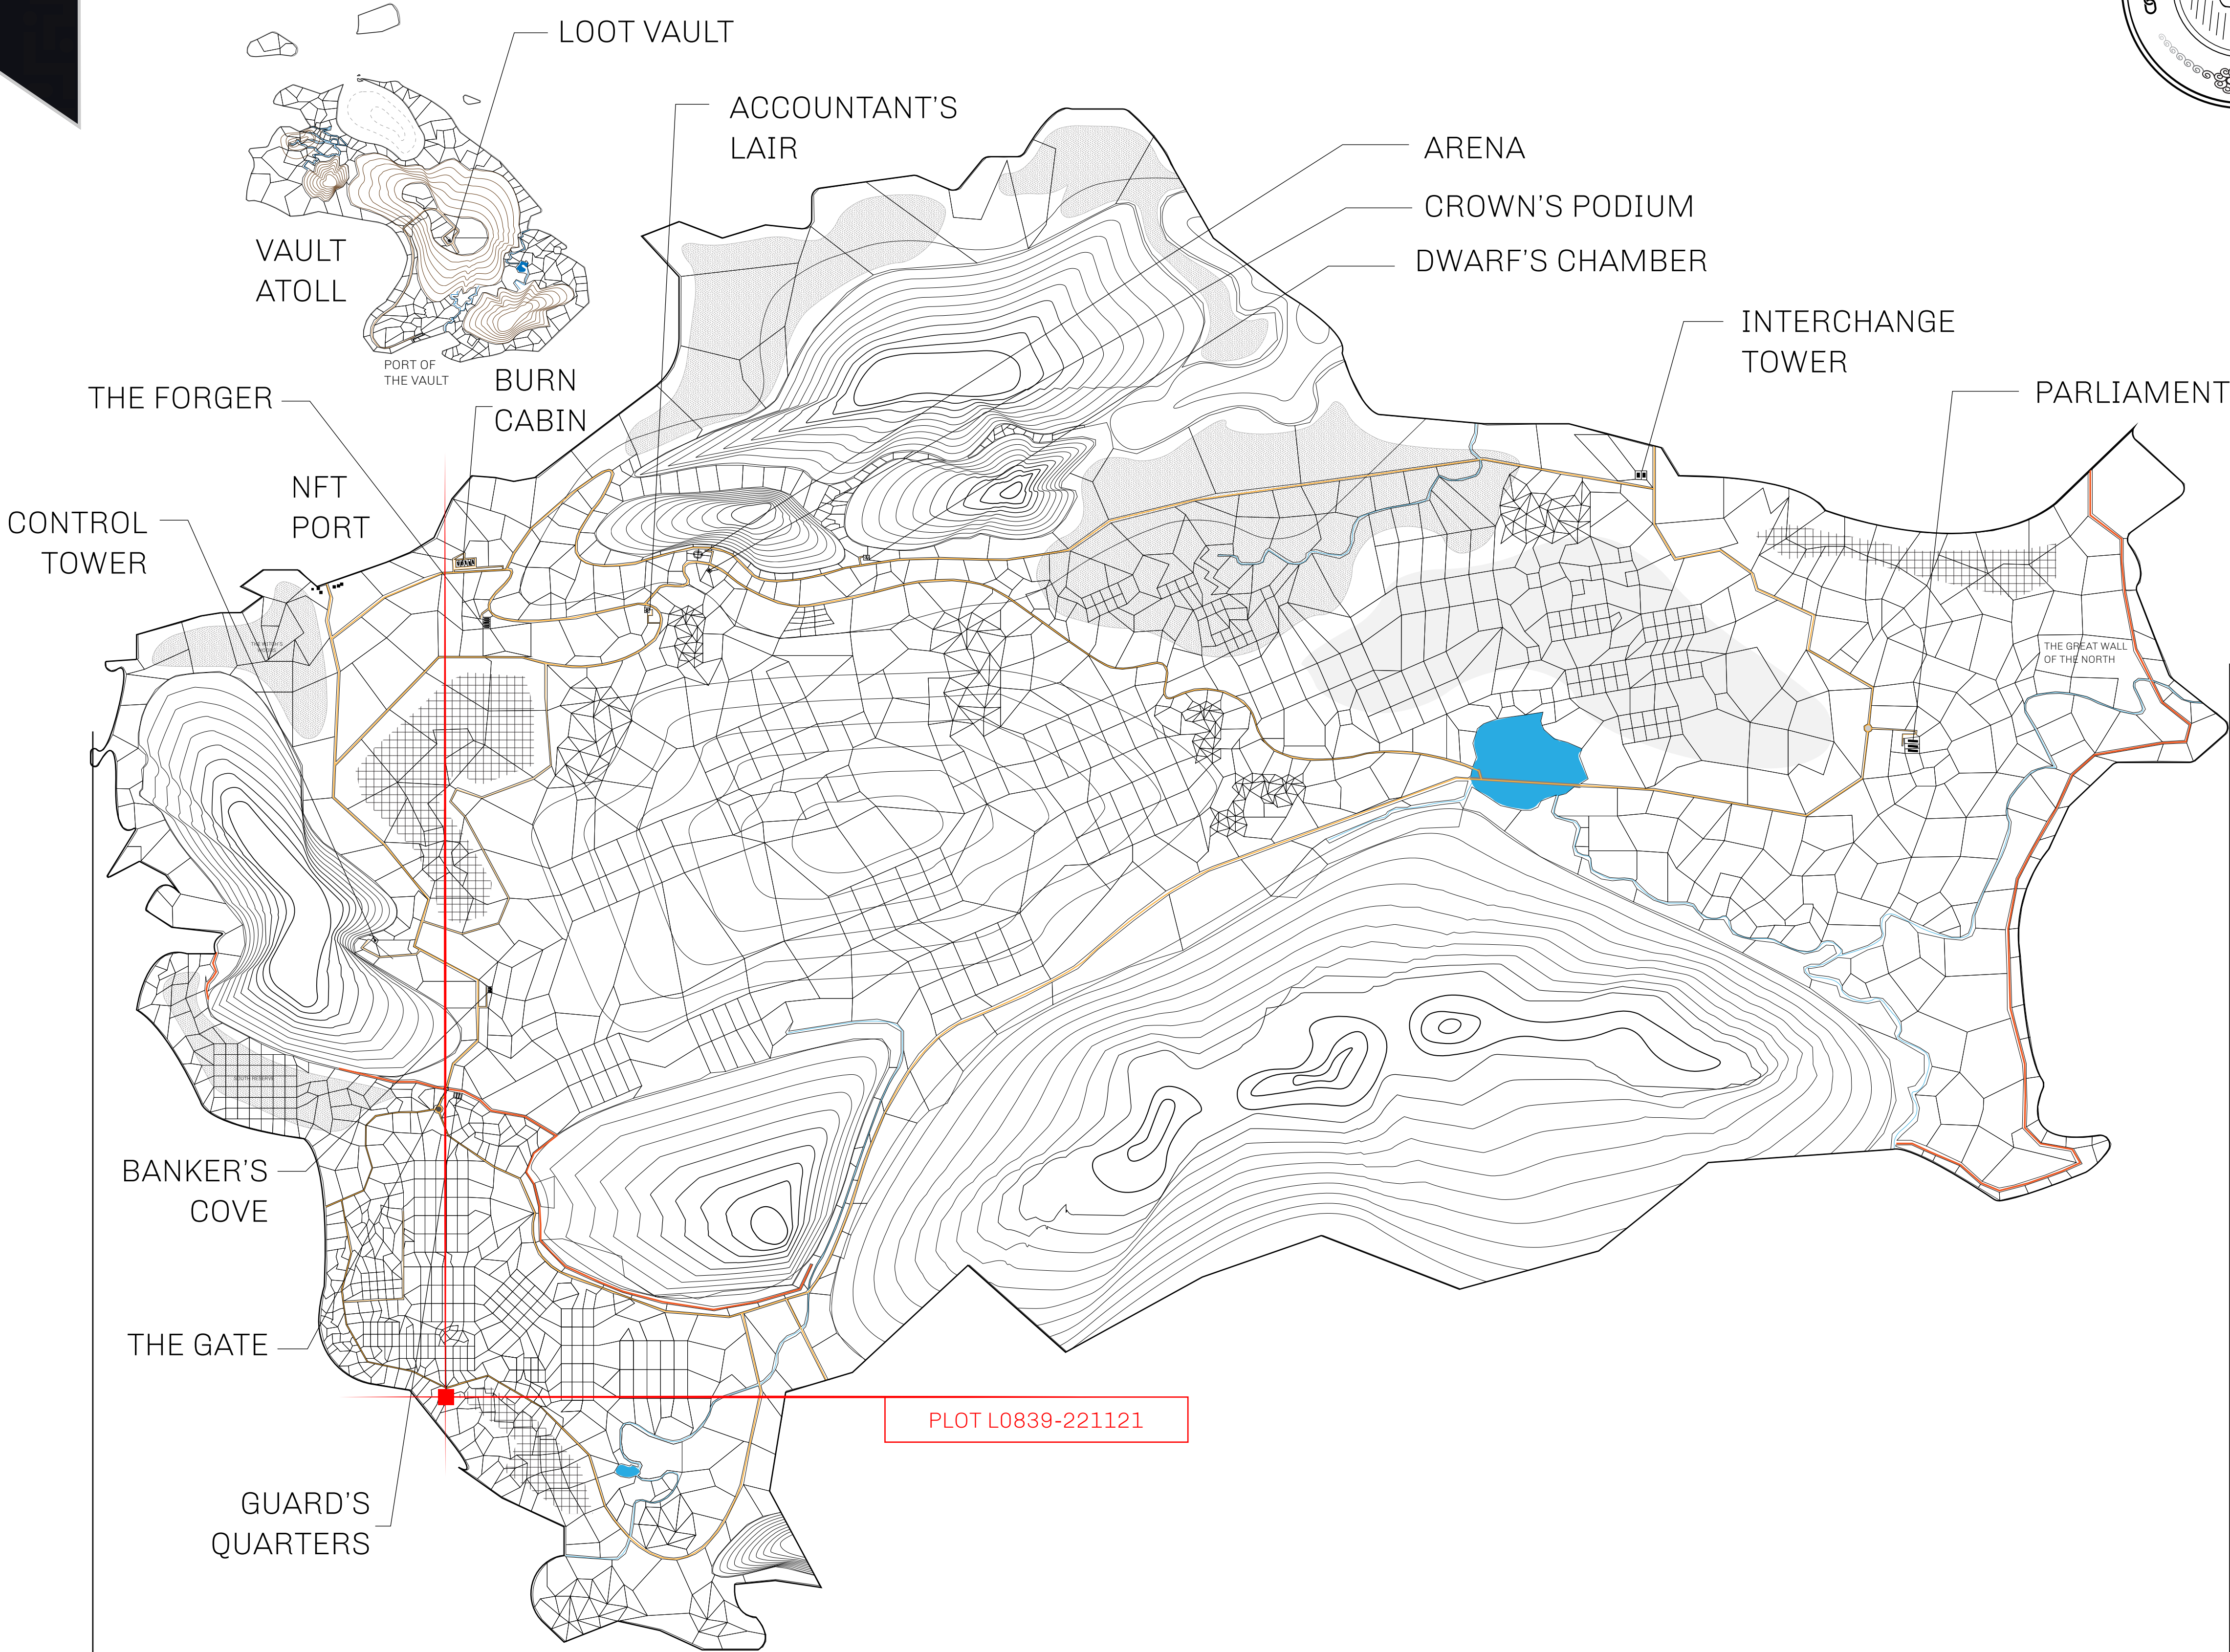 LOOT VAULT
ACCOUNTANT'S
LAIR
ARENA
CROWN'S PODIUM
DWARF'S CHAMBER
VAULT
ATOLL
INTERCHANGE
TOWER
PORT OF
THE VAULT
BURN
CABIN
THE FORGER
PARLIAMENT
NFT
PORT
CONTROL
TOWER
THE GREAT WALL
OF THE NORTH
SOUTH RESERVE
BANKER'S
COVE
THE GATE
PLOT L0839-221121
GUARD'S
QUARTERS